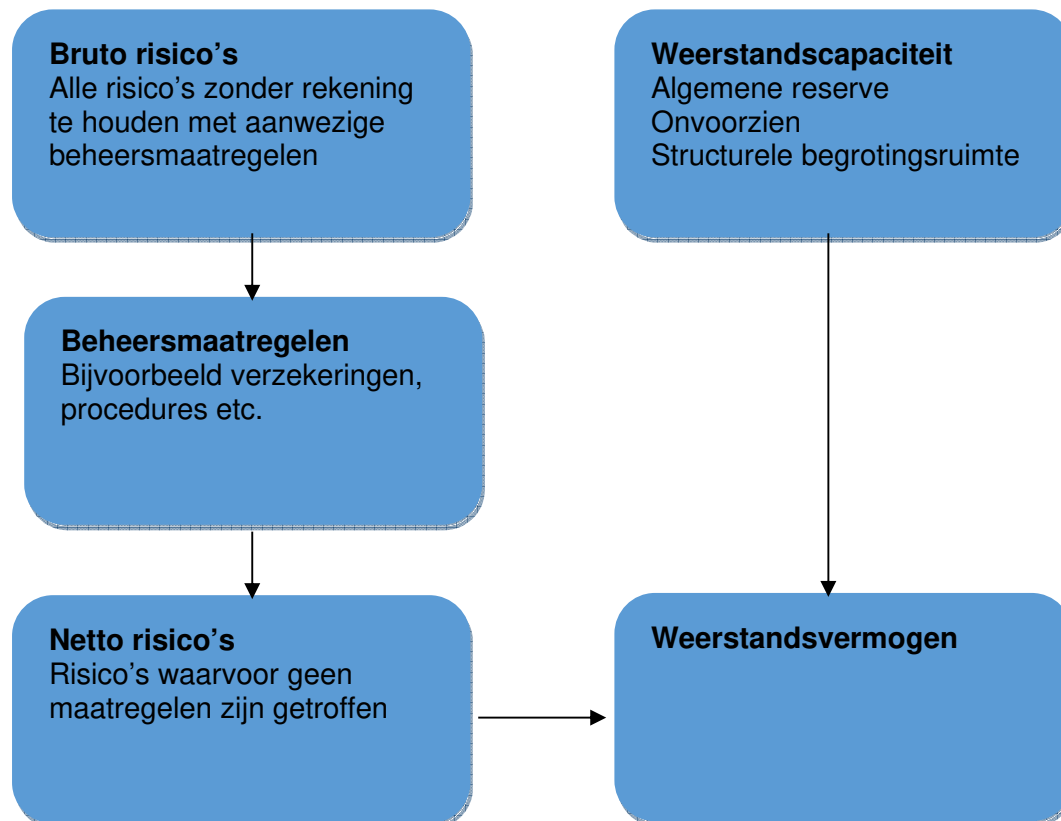 Bruto risico’s
Alle risico’s zonder rekening
te houden met aanwezige
beheersmaatregelen
Weerstandscapaciteit
Algemene reserve
Onvoorzien
Structurele begrotingsruimte
Beheersmaatregelen
Bijvoorbeeld verzekeringen,
procedures etc.
Netto risico’s
Risico’s waarvoor geen
maatregelen zijn getroffen
Weerstandsvermogen